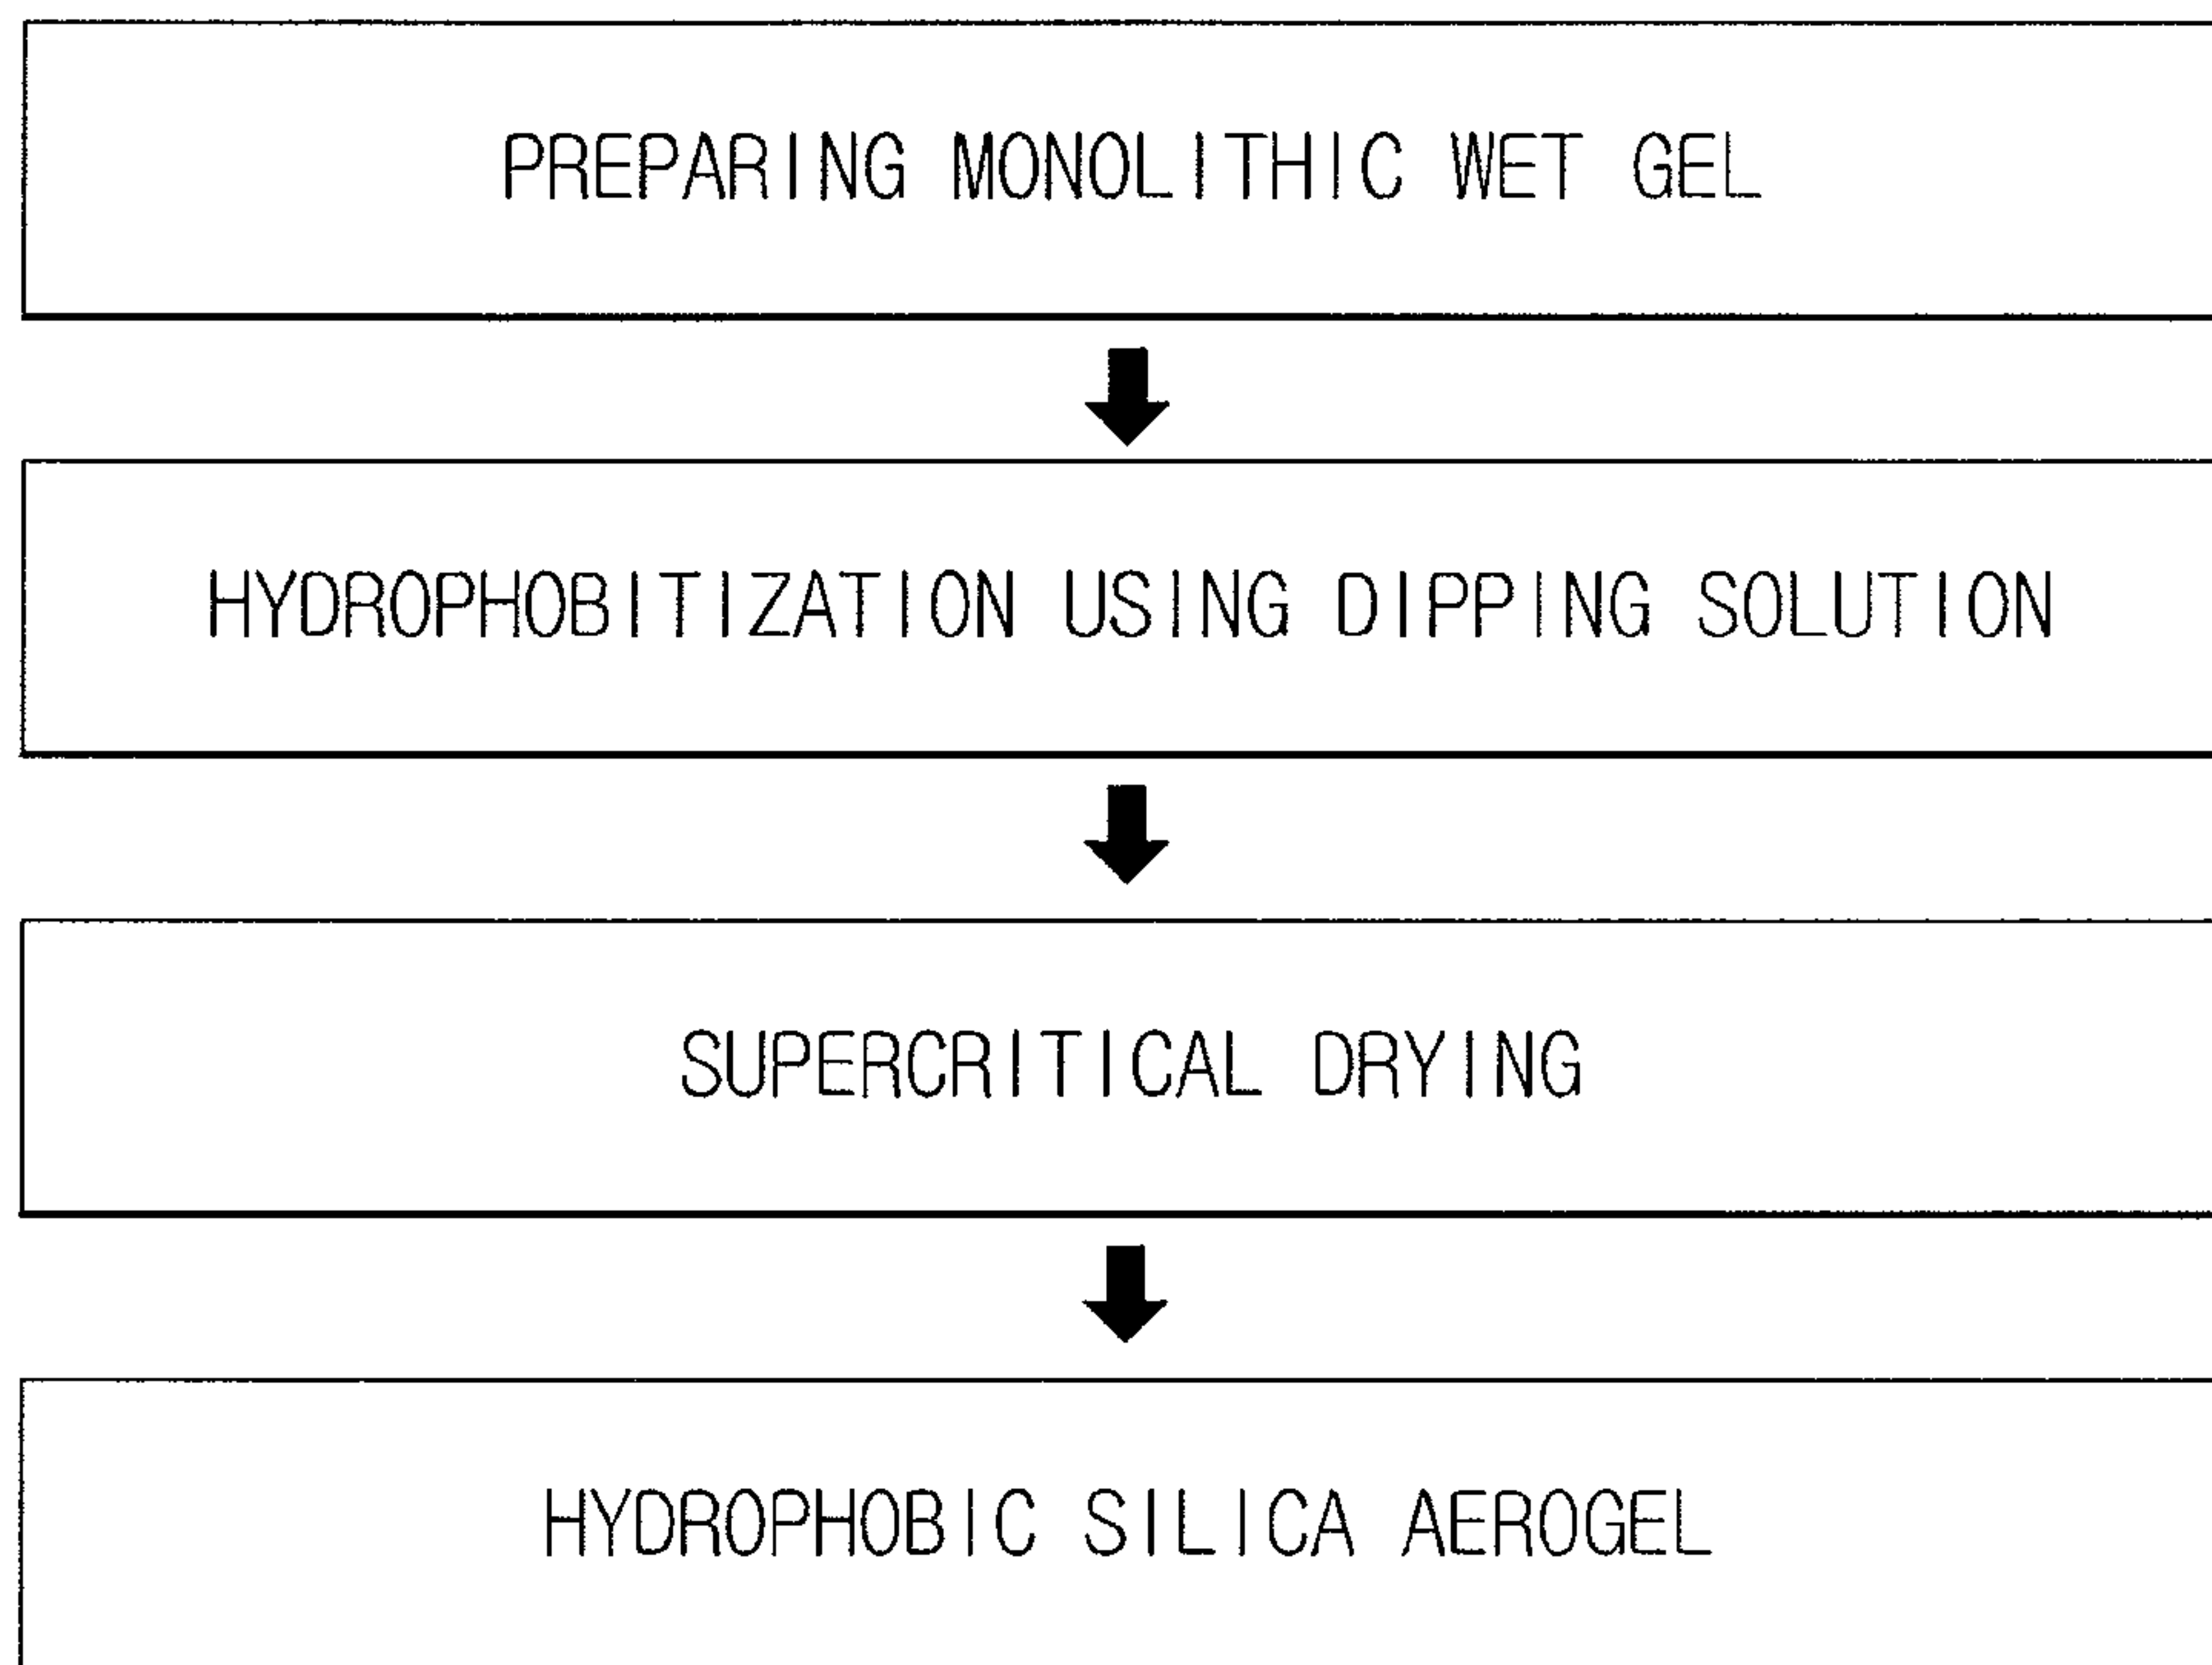 PREPARING MONOLITHIC WET GEL
HYDROPHOBITIZATION USING DIPPING SOLUTION
SUPERCRITICAL DRYING
HYDROPHOBIC SILICA AEROGEL